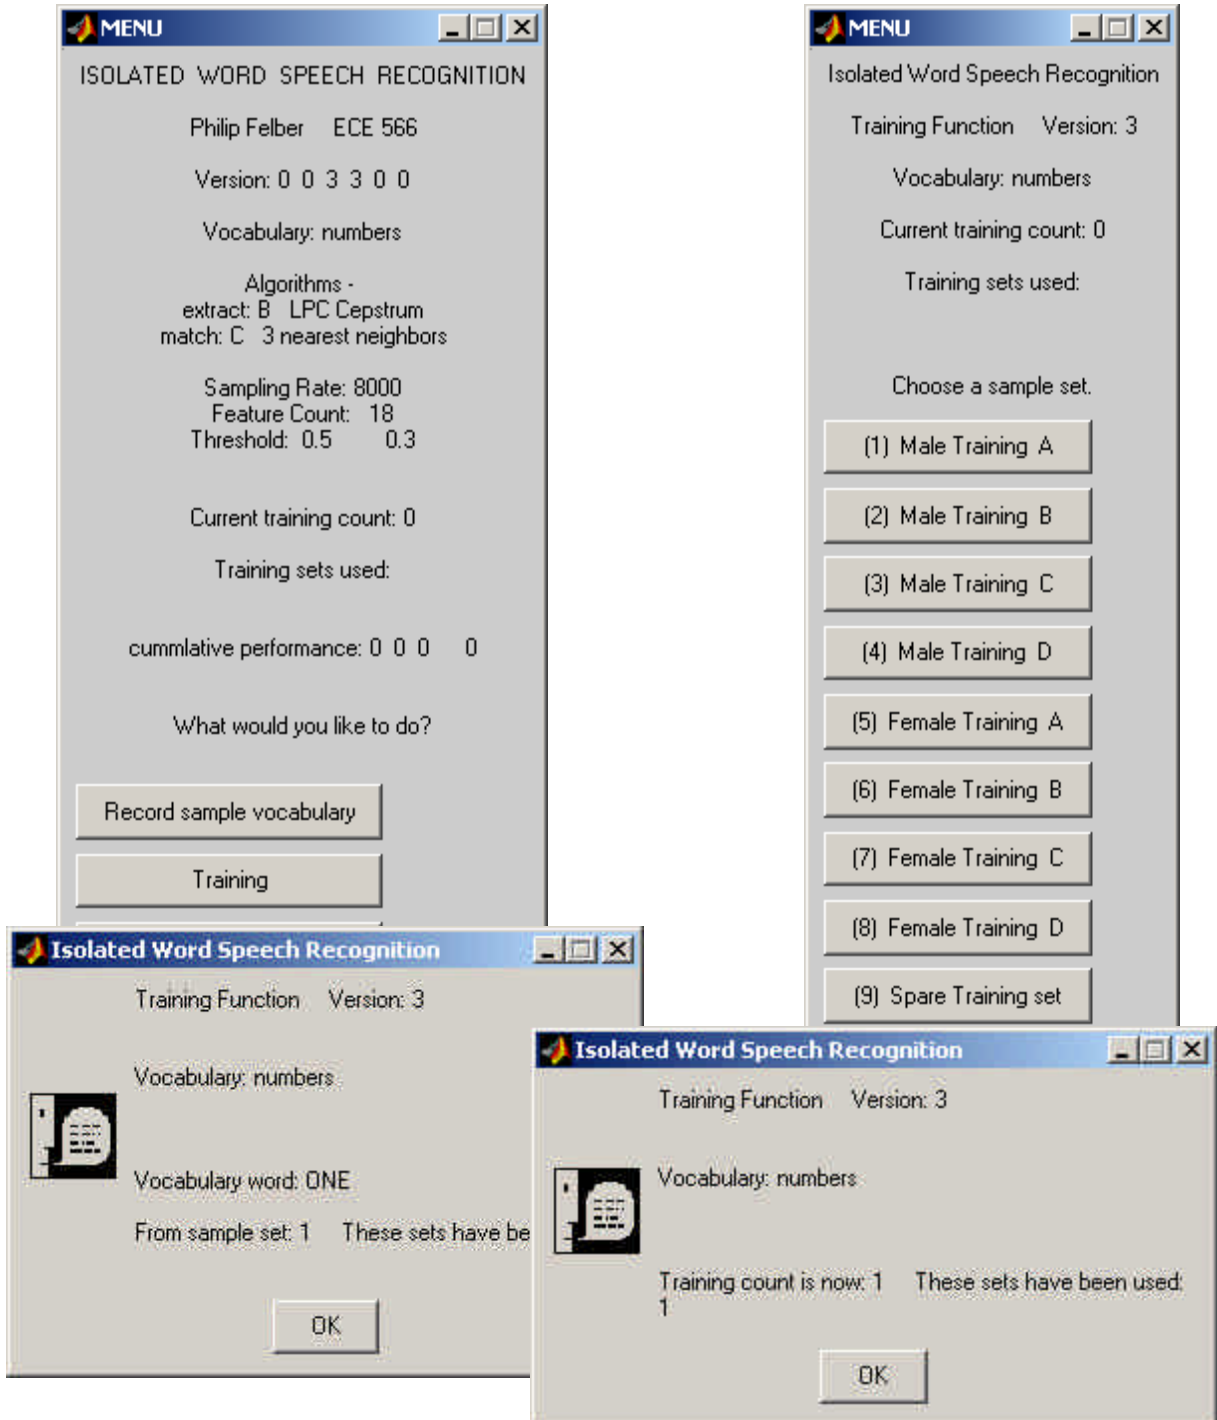 MENU
ISOLATED WORD SPEECH RECOGNITION
Philip Felber ECE 566
Version: 0 0 3 3 0 0
Vocabulary: numbers
Algorithms -
extract: B LPC Cepstrum
match: C 3 nearest neighbors
Sampling Rate: 8000
Feature Count: 18
Threshold: 0.5 0.3
Current training count: 0
Training sets used:
cummlative performance: 0 0 0 0
What would you like to do?
Record sample vocabulary
Training
MENU
Isolated Word Speech Recognition
Training Function Version: 3
Vocabulary: numbers
Current training count: 0
Training sets used:
Choose a sample set.
(1) Male Training A
(2) Male Training B
(3) Male Training C
(4) Male Training D
(5) Female Training A
(6) Female Training B
(7) Female Training C
(8) Female Training D
(9) Spare Training set
Isolated Word Speech Recognition
Training Function Version: 3
Vocabulary: numbers
Vocabulary word: ONE
From sample set: 1 These sets have be
OK
Isolated Word Speech Recognition
Training Function Version: 3
Vocabulary: numbers
Training count is now: 1 These sets have been used:
1
OK